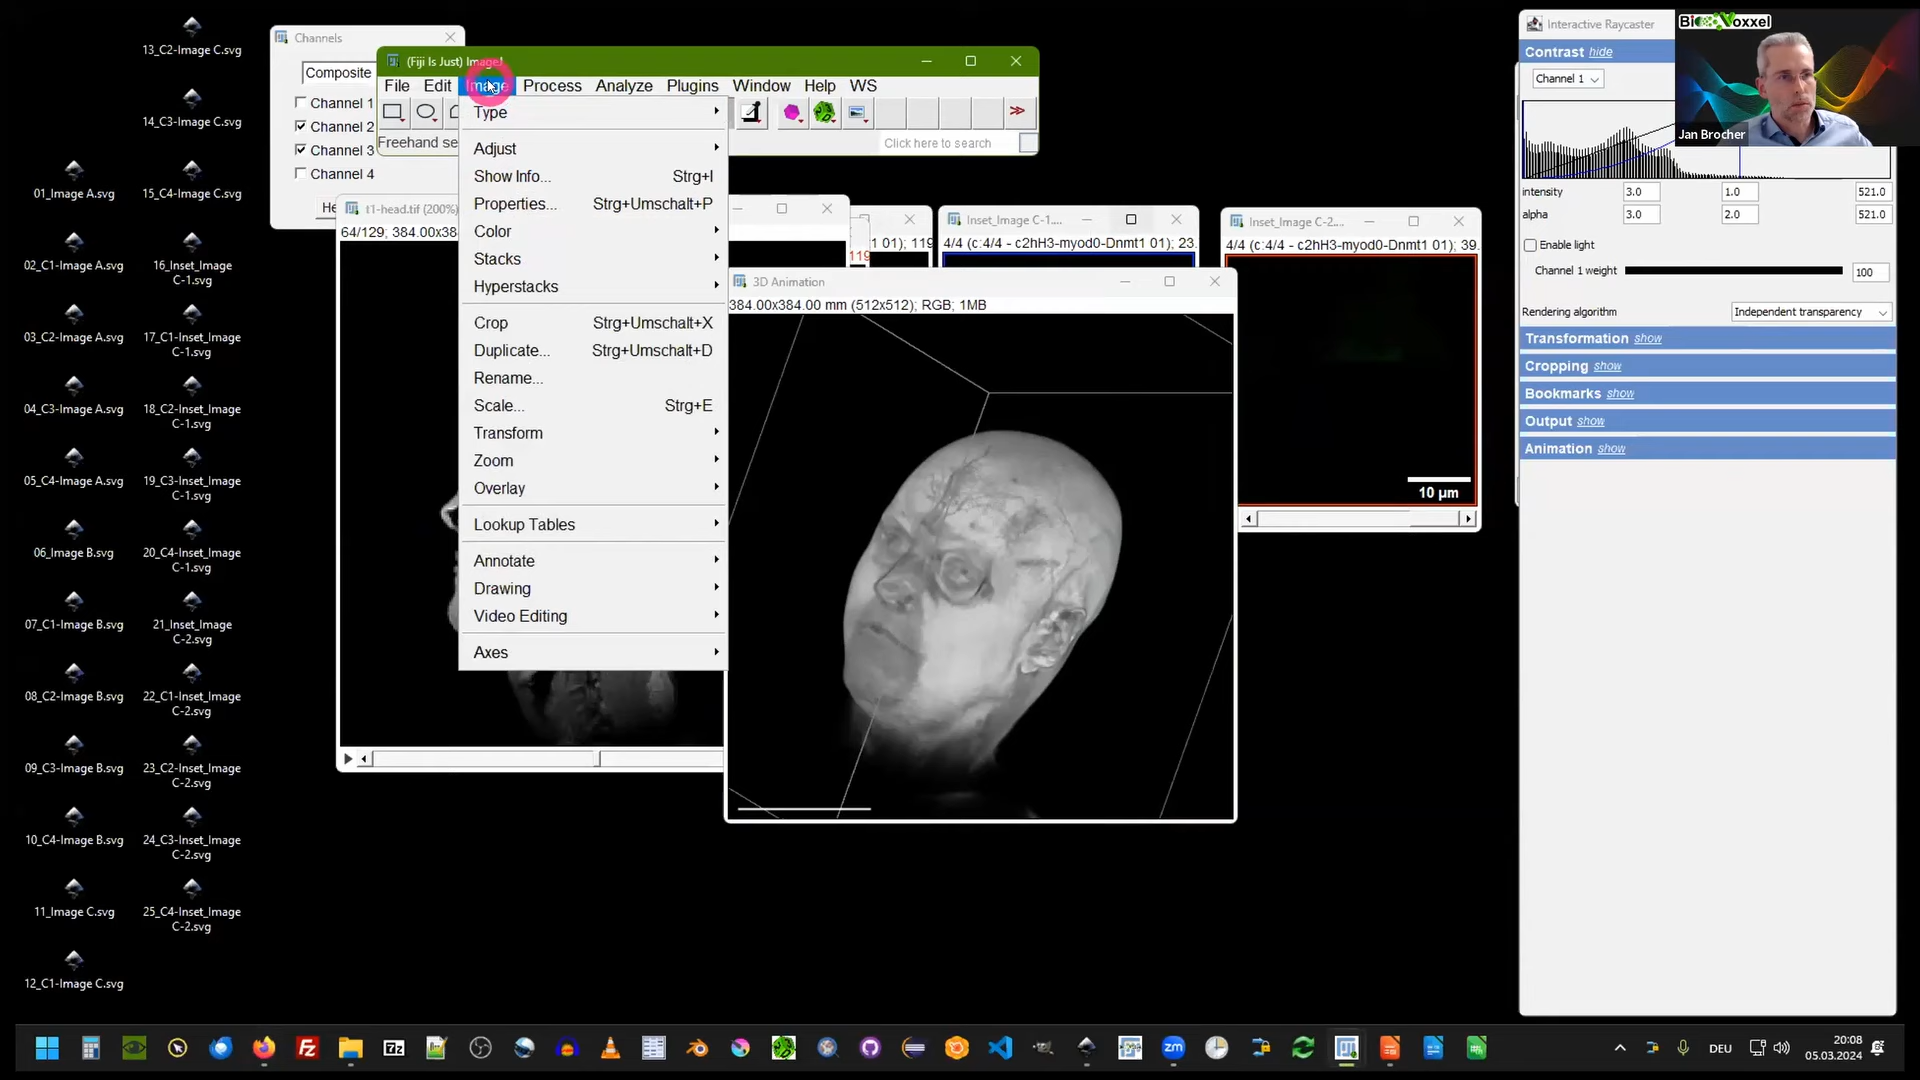 13_C2-Image C.svg
14_C3-Image C.svg
01_Image A.svg
15_C4-Image C.svg
02_C1-Image A.svg
16_Inset_Image
C-1.svg
03_C2-Image A.svg
17_C1-Inset_Image
C-1.svg
04_C3-Image A.svg
18_C2-Inset_Image
C-1.svg
05_C4-Image A.svg
19_C3-Inset_Image
C-1.svg
06_Image B.svg
20_C4-Inset_Image
C-1.svg
07_C1-Image B.svg
21_Inset_Image
C-2.svg
08_C2-Image B.svg
22_C1-Inset_Image
C-2.svg
09_C3-Image B.svg
23_C2-Inset_Image
C-2.svg
10_C4-Image B.svg
24_C3-Inset_Image
C-2.svg
11_Image C.svg
25_C4-Inset_Image
C-2.svg
12_C1-Image C.svg
Channels
Composite
Channel 1
Channel 2
Channel 3
Channel 4
He
(Fiji Is Just) ImageJ
File Edit Image Process Analyze Plugins Window Help WS
Freehand se
Click here to search
Type
Adjust
Show Info... Strg+I
Properties... Strg+Umschalt+P
Color
Stacks
Hyperstacks
Crop Strg+Umschalt+X
Duplicate... Strg+Umschalt+D
Rename...
Scale... Strg+E
Transform
Zoom
Overlay
Lookup Tables
Annotate
Drawing
Video Editing
Axes
t1-head.tif (200%)
64/129; 384.00x38
1 01); 119
119
Inset_Image C-1....
4/4 (c:4/4 - c2hH3-myod0-Dnmt1 01); 23.
Inset_Image C-2...
4/4 (c:4/4 - c2hH3-myod0-Dnmt1 01); 39.
10 µm
3D Animation
384.00x384.00 mm (512x512); RGB; 1MB
Interactive Raycaster
Contrast hide
Channel 1
intensity 3.0 1.0 521.0
alpha 3.0 2.0 521.0
Enable light
Channel 1 weight 100
Rendering algorithm Independent transparency
Transformation show
Cropping show
Bookmarks show
Output show
Animation show
BioVoxxel
Jan Brocher
7z
zm
DEU
20:08
05.03.2024